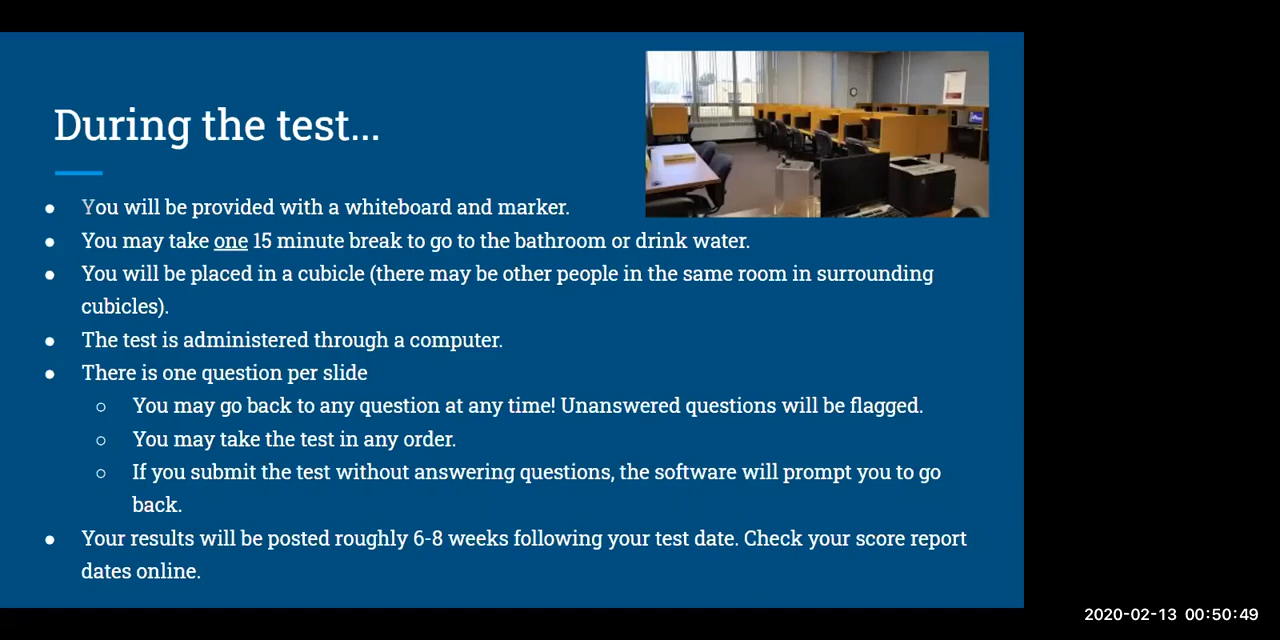 During the test...
● You will be provided with a whiteboard and marker.
● You may take one 15 minute break to go to the bathroom or drink water.
● You will be placed in a cubicle (there may be other people in the same room in surrounding
cubicles).
● The test is administered through a computer.
● There is one question per slide
○ You may go back to any question at any time! Unanswered questions will be flagged.
○ You may take the test in any order.
○ If you submit the test without answering questions, the software will prompt you to go
back.
● Your results will be posted roughly 6-8 weeks following your test date. Check your score report
dates online.
2020-02-13 00:50:49